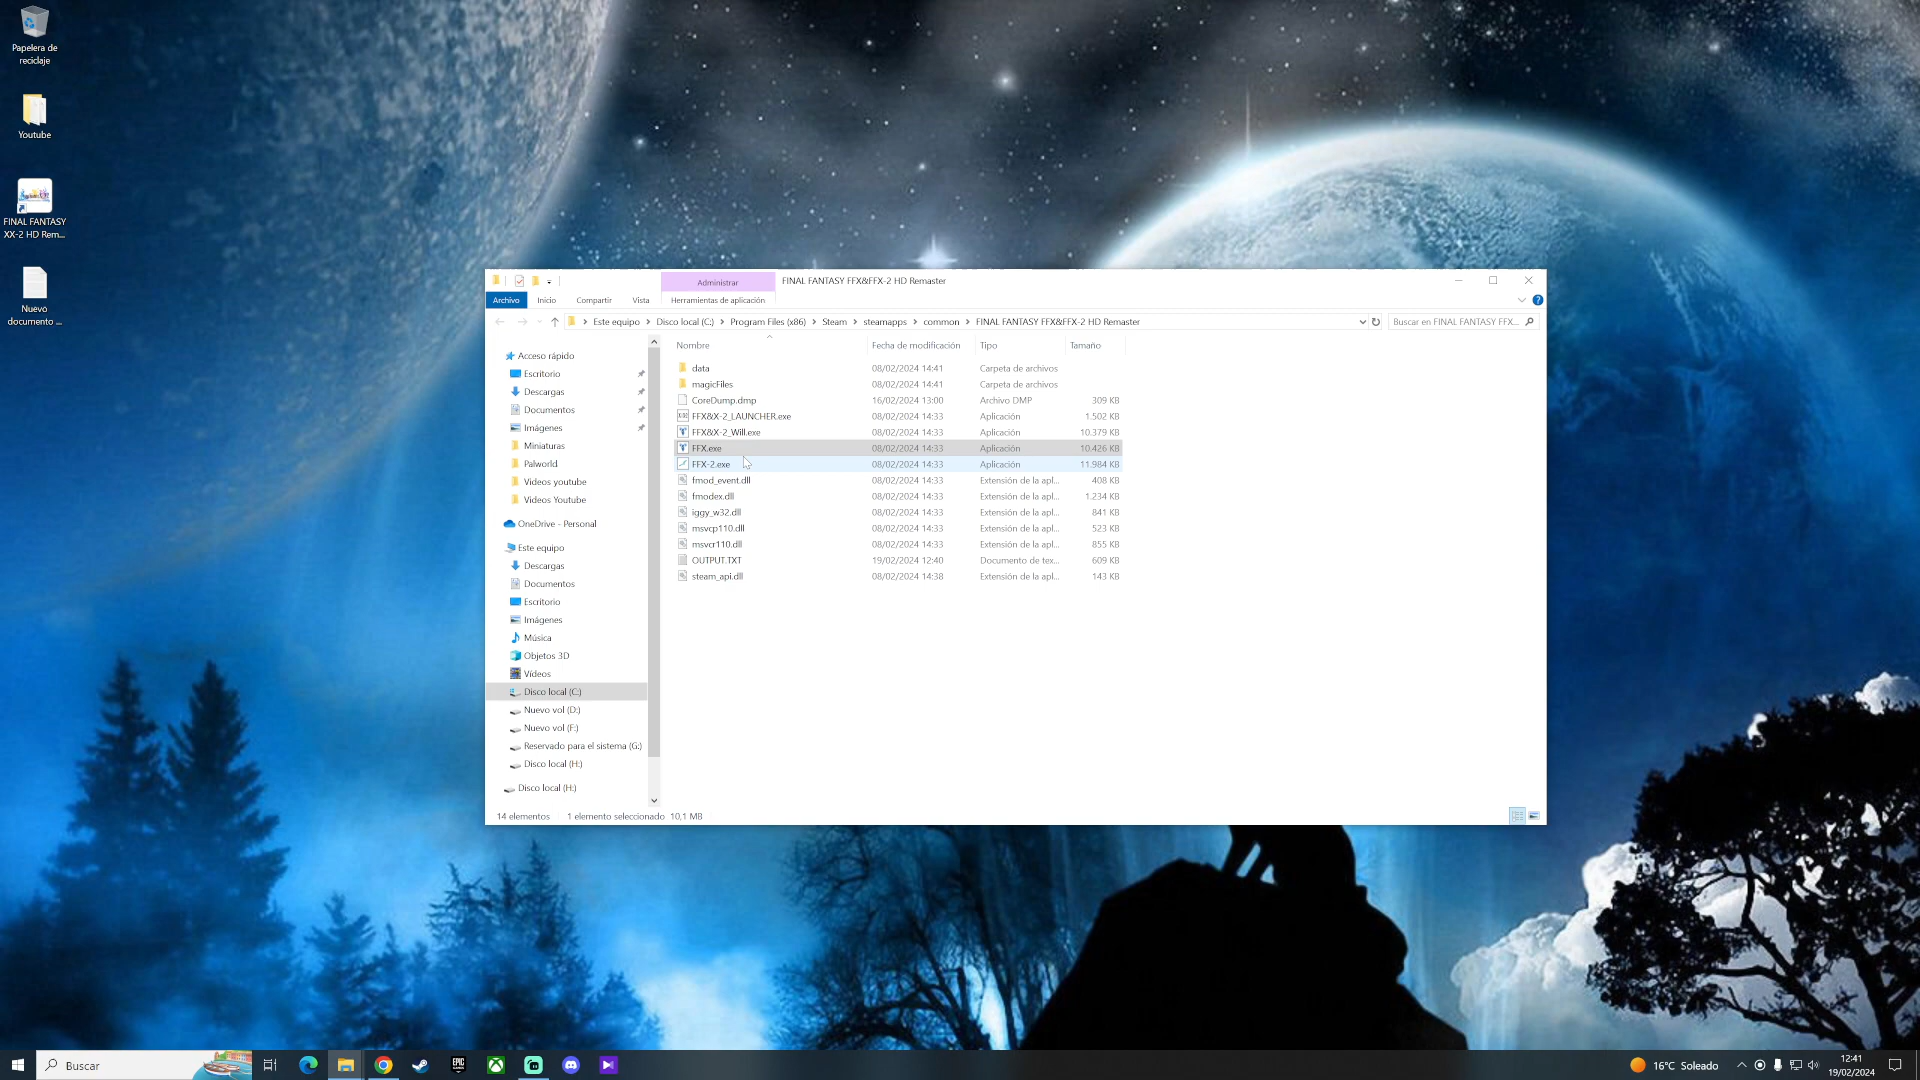 Papelera de
reciclaje
Youtube
FINAL FANTASY
XX-2 HD Rem...
Nuevo
documento ...
Administrar
FINAL FANTASY FFX&FFX-2 HD Remaster
Archivo
Inicio
Compartir
Vista
Herramientas de aplicación
Este equipo
Disco local (C:)
Program Files (x86)
Steam
steamapps
common
FINAL FANTASY FFX&FFX-2 HD Remaster
Buscar en FINAL FANTASY FFX...
Acceso rápido
Escritorio
Descargas
Documentos
Imágenes
Miniaturas
Palworld
Videos youtube
Videos Youtube
OneDrive - Personal
Este equipo
Descargas
Documentos
Escritorio
Imágenes
Música
Objetos 3D
Vídeos
Disco local (C:)
Nuevo vol (D:)
Nuevo vol (F:)
Reservado para el sistema (G:)
Disco local (H:)
Disco local (H:)
Nombre Fecha de modificación Tipo Tamaño
data 08/02/2024 14:41 Carpeta de archivos
magicFiles 08/02/2024 14:41 Carpeta de archivos
CoreDump.dmp 16/02/2024 13:00 Archivo DMP 309 KB
FFX&X-2_LAUNCHER.exe 08/02/2024 14:33 Aplicación 1.502 KB
FFX&X-2_Will.exe 08/02/2024 14:33 Aplicación 10.379 KB
FFX.exe 08/02/2024 14:33 Aplicación 10.426 KB
FFX-2.exe 08/02/2024 14:33 Aplicación 11.984 KB
fmod_event.dll 08/02/2024 14:33 Extensión de la apl... 408 KB
fmodex.dll 08/02/2024 14:33 Extensión de la apl... 1.234 KB
iggy_w32.dll 08/02/2024 14:33 Extensión de la apl... 841 KB
msvcp110.dll 08/02/2024 14:33 Extensión de la apl... 523 KB
msvcr110.dll 08/02/2024 14:33 Extensión de la apl... 855 KB
OUTPUT.TXT 19/02/2024 12:40 Documento de tex... 609 KB
steam_api.dll 08/02/2024 14:38 Extensión de la apl... 143 KB
14 elementos 1 elemento seleccionado 10,1 MB
Buscar
EPIC
16°C Soleado
12:41
19/02/2024